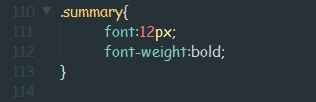 110 ▼ .summary{
111 font:12px;
112 font-weight:bold;
113 }
114